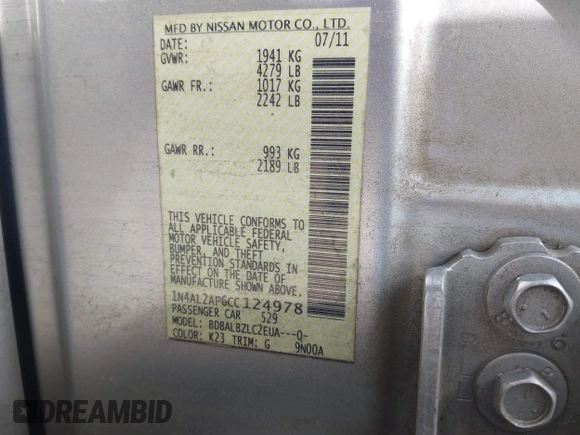 MFD BY NISSAN MOTOR CO., LTD.
DATE: 07/11
GVWR: 1941 KG
4279 LB
GAWR FR.: 1017 KG
2242 LB
GAWR RR.: 993 KG
2189 LB
THIS VEHICLE CONFORMS TO
ALL APPLICABLE FEDERAL
MOTOR VEHICLE SAFETY,
BUMPER, AND THEFT
PREVENTION STANDARDS IN
EFFECT ON THE DATE OF
MANUFACTURE SHOWN ABOVE.
1N4AL2AP6CC124978
PASSENGER CAR 529
MODEL: BDBALBZLC2EUA---Q-
COLOR: K23 TRIM: G 9N00A
8
6
DREAMBID